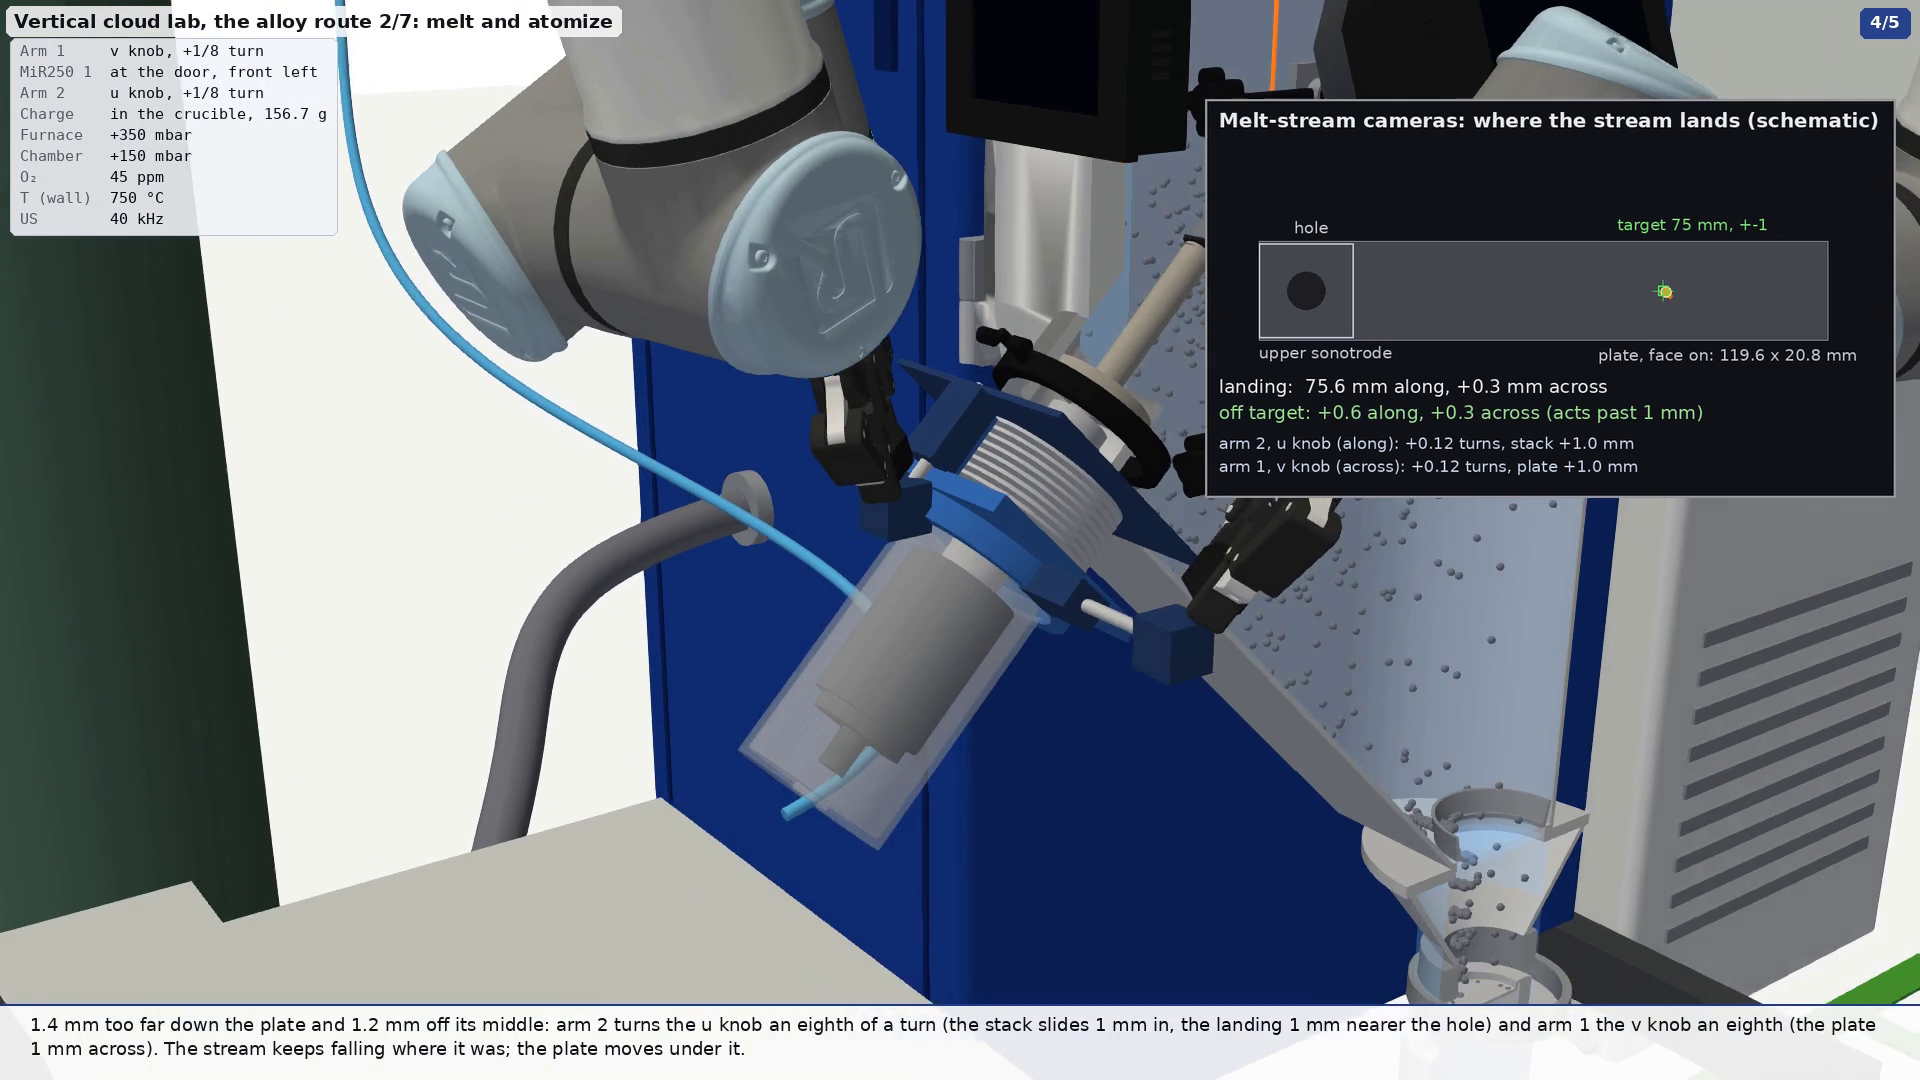 Vertical cloud lab, the alloy route 2/7: melt and atomize
4/5
Arm 1 v knob, +1/8 turn
MiR250 1 at the door, front left
Arm 2 u knob, +1/8 turn
Charge in the crucible, 156.7 g
Furnace +350 mbar
Chamber +150 mbar
O₂ 45 ppm
T (wall) 750 °C
US 40 kHz
Melt-stream cameras: where the stream lands (schematic)
hole
target 75 mm, +-1
upper sonotrode
plate, face on: 119.6 x 20.8 mm
landing: 75.6 mm along, +0.3 mm across
off target: +0.6 along, +0.3 across (acts past 1 mm)
arm 2, u knob (along): +0.12 turns, stack +1.0 mm
arm 1, v knob (across): +0.12 turns, plate +1.0 mm
1.4 mm too far down the plate and 1.2 mm off its middle: arm 2 turns the u knob an eighth of a turn (the stack slides 1 mm in, the landing 1 mm nearer the hole) and arm 1 the v knob an eighth (the plate
1 mm across). The stream keeps falling where it was; the plate moves under it.